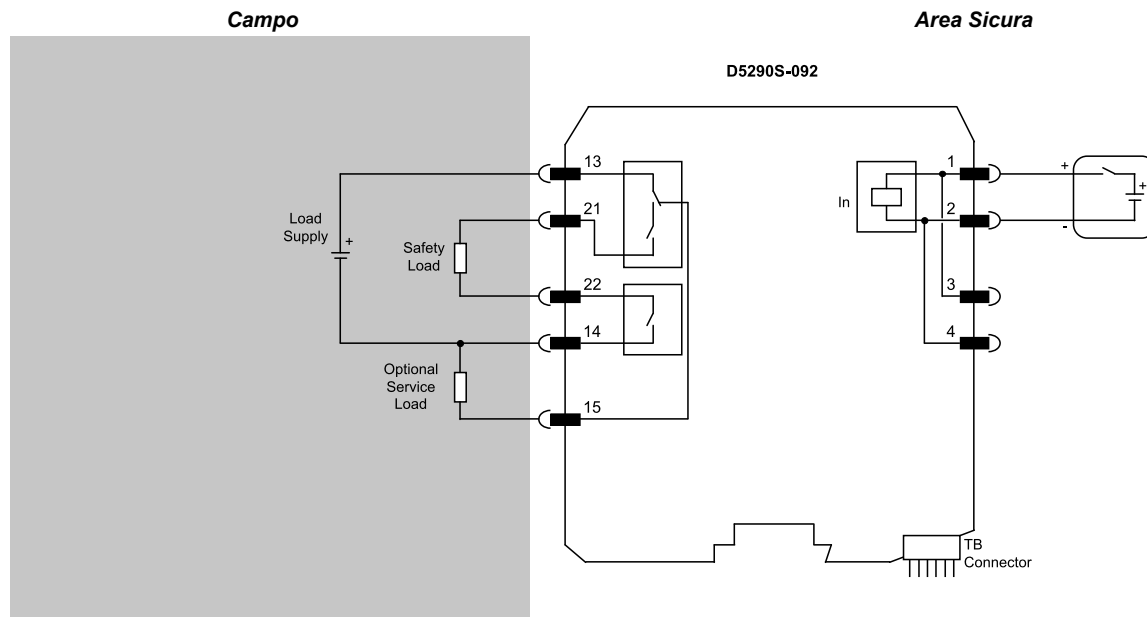 Campo
Area Sicura
D5290S-092
13
21
22
14
15
Load
Supply
+
Safety
Load
Optional
Service
Load
In
1
2
3
4
+
-
+
TB
Connector